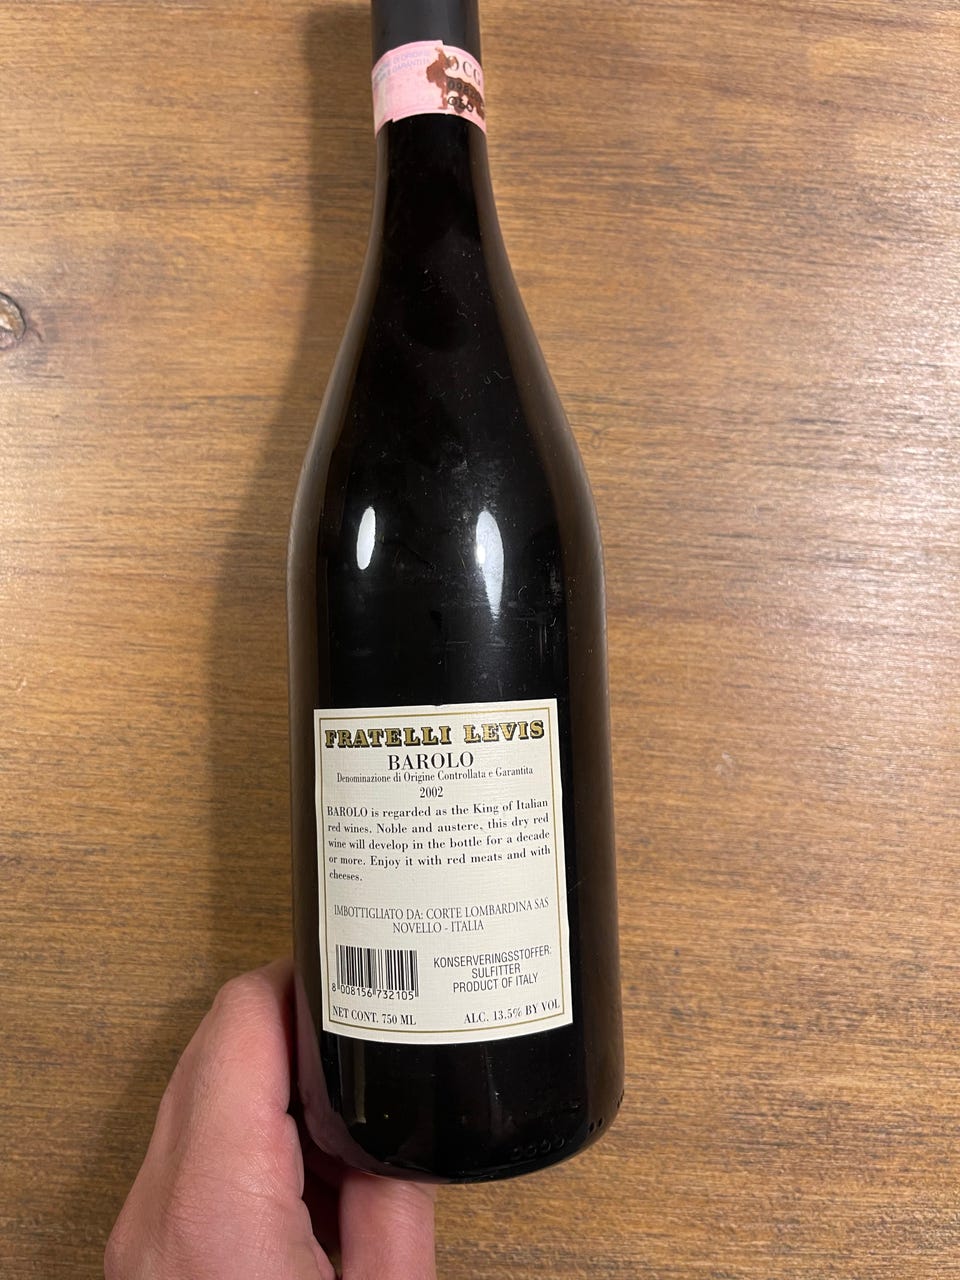 OCG
FRATELLI LEVIS
BAROLO
Denominazione di Origine Controllata e Garantita
2002
BAROLO is regarded as the King of Italian
red wines. Noble and austere, this dry red
wine will develop in the bottle for a decade
or more. Enjoy it with red meats and with
cheeses.
IMBOTTIGLIATO DA: CORTE LOMBARDINA SAS
NOVELLO - ITALIA
KONSERVERINGSSTOFFER:
SULFITTER
PRODUCT OF ITALY
8 008156 732105
NET CONT. 750 ML
ALC. 13.5% BY VOL